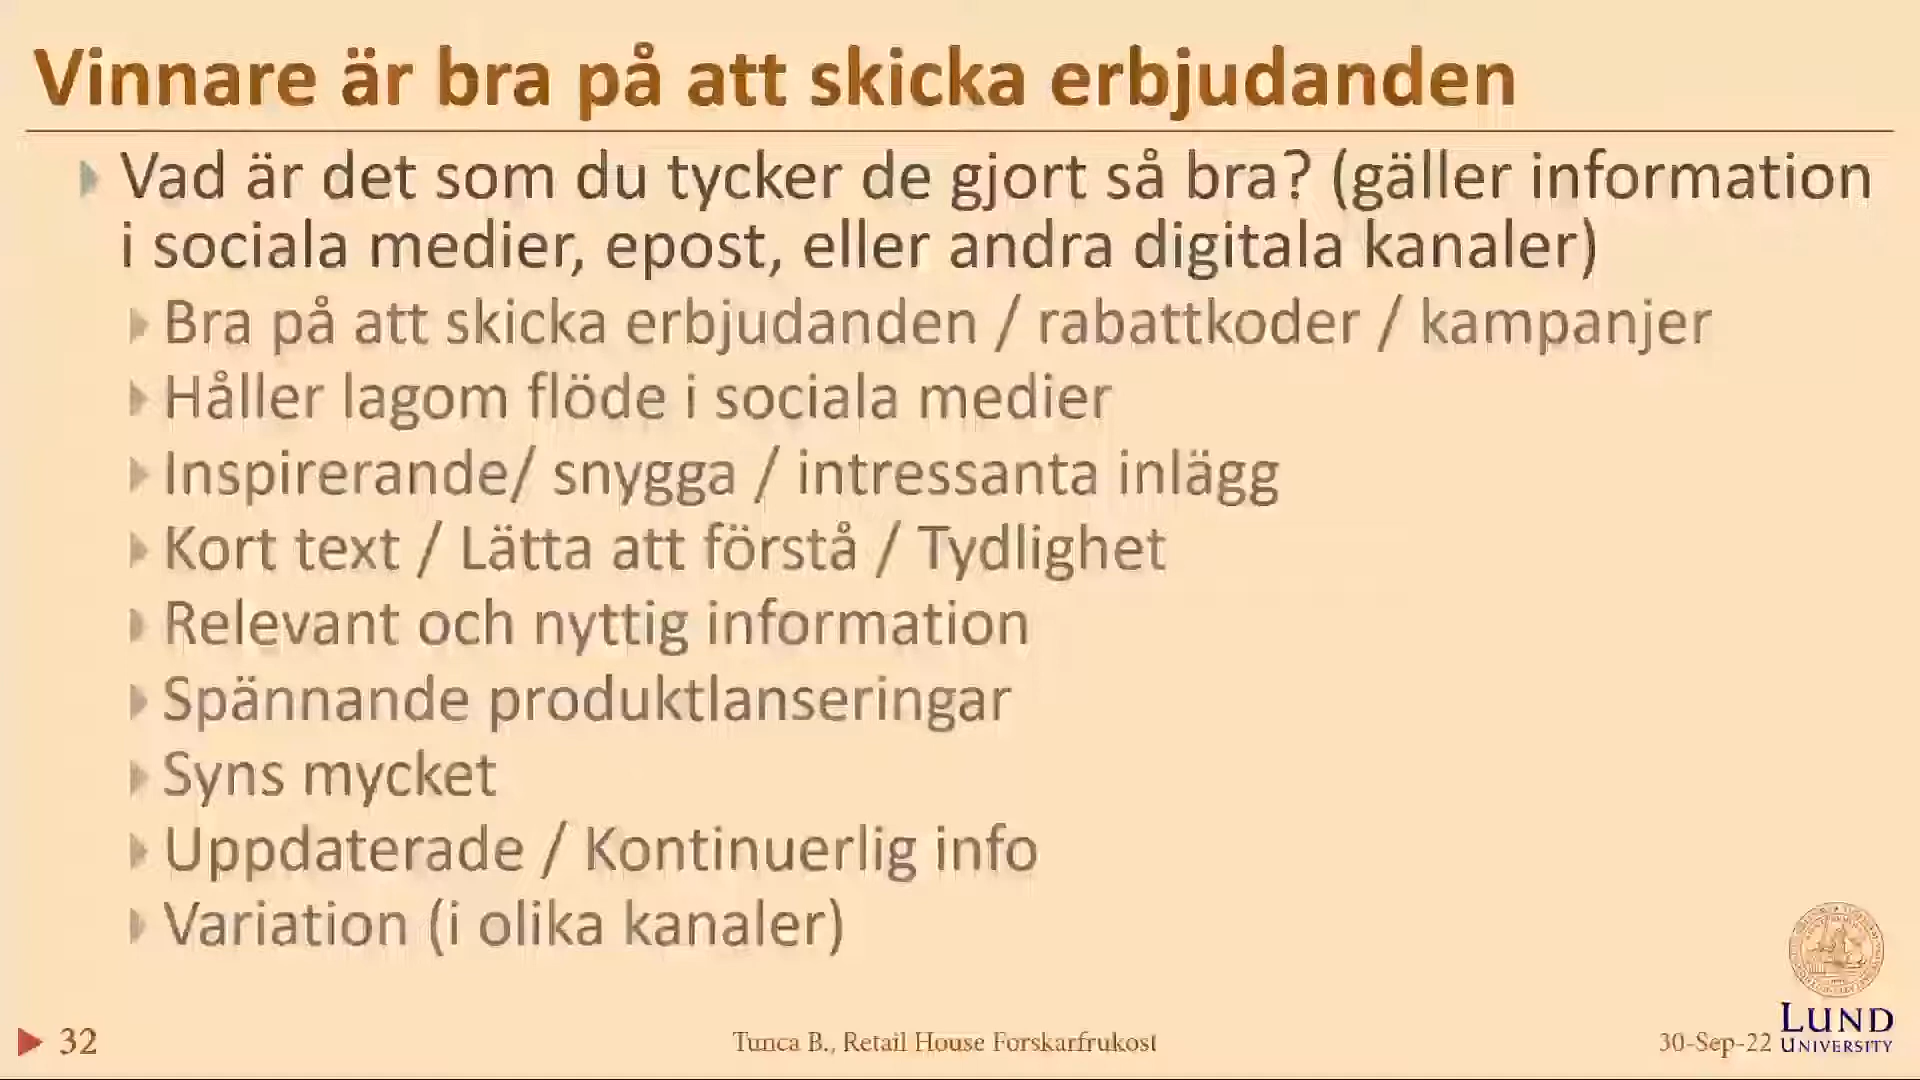 Vinnare är bra på att skicka erbjudanden
Vad är det som du tycker de gjort så bra? (gäller information
i sociala medier, epost, eller andra digitala kanaler)
Bra på att skicka erbjudanden / rabattkoder / kampanjer
Håller lagom flöde i sociala medier
Inspirerande/ snygga / intressanta inlägg
Kort text / Lätta att förstå / Tydlighet
Relevant och nyttig information
Spännande produktlanseringar
Syns mycket
Uppdaterade / Kontinuerlig info
Variation (i olika kanaler)
32
Tunca B., Retail House Forskarfrukost
30-Sep-22
LUND
UNIVERSITY